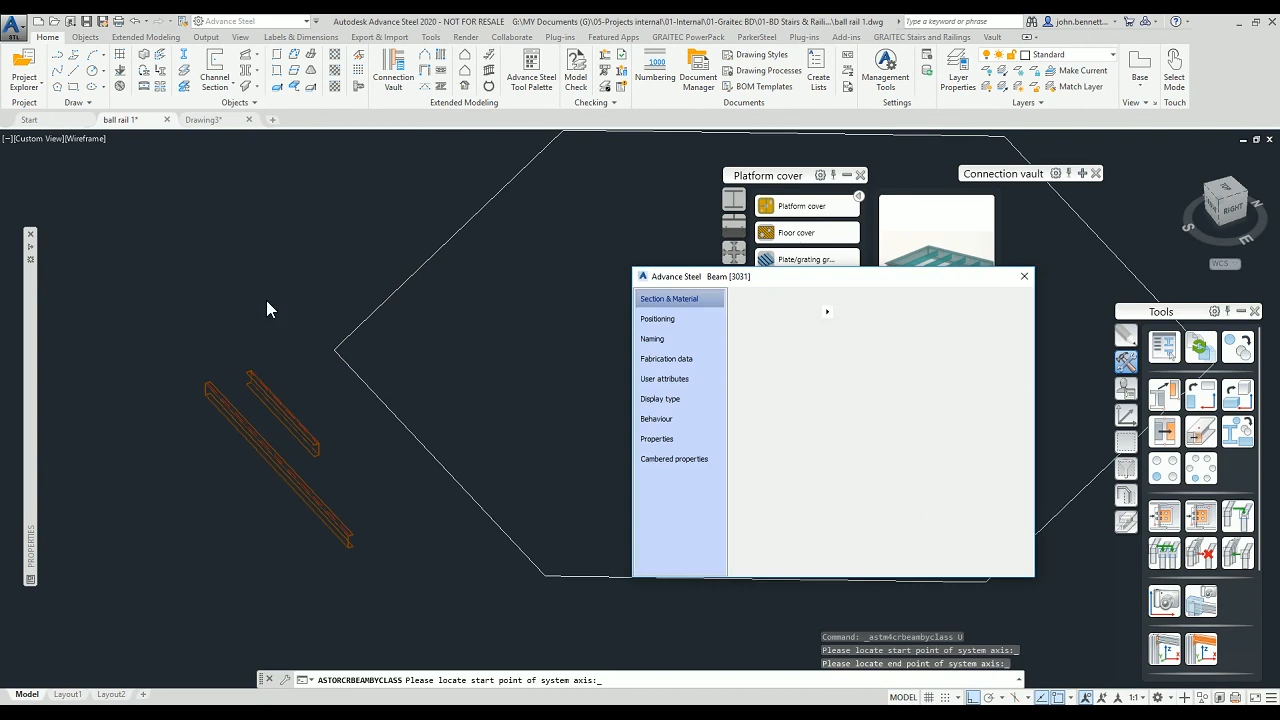 Advance Steel
Autodesk Advance Steel 2020 - NOT FOR RESALE
G:\MY Documents (G)\05-Projects internal\01-Internal\01-Graitec BD\01-BD Stairs & Raili...\ball rail 1.dwg
Type a keyword or phrase
john.bennett...
STL
Home
Objects
Extended Modeling
Output
View
Labels & Dimensions
Export & Import
Tools
Render
Collaborate
Plug-ins
Featured Apps
GRAITEC PowerPack
ParkerSteel
Plug-ins
Add-ins
GRAITEC Stairs and Railings
Vault
Project Explorer
Channel Section
Connection Vault
Advance Steel Tool Palette
Model Check
1000
Numbering
Document Manager
Drawing Styles
Drawing Processes
BOM Templates
Create Lists
Management Tools
Layer Properties
Standard
Make Current
Match Layer
Base
Select Mode
Project
Draw
Objects
Extended Modeling
Checking
Documents
Settings
Layers
View
Touch
Start
ball rail 1*
Drawing3*
[−][Custom View][Wireframe]
Platform cover
Platform cover
Floor cover
Plate/grating gr...
Connection vault
RIGHT
S
E
N
WCS
Tools
PROPERTIES
Advance Steel   Beam [3031]
Section & Material
Positioning
Naming
Fabrication data
User attributes
Display type
Behaviour
Properties
Cambered properties
Command: _astm4crbeambyclass U
Please locate start point of system axis:_
Please locate end point of system axis:_
ASTORCRBEAMBYCLASS Please locate start point of system axis:_
Model
Layout1
Layout2
MODEL
1:1